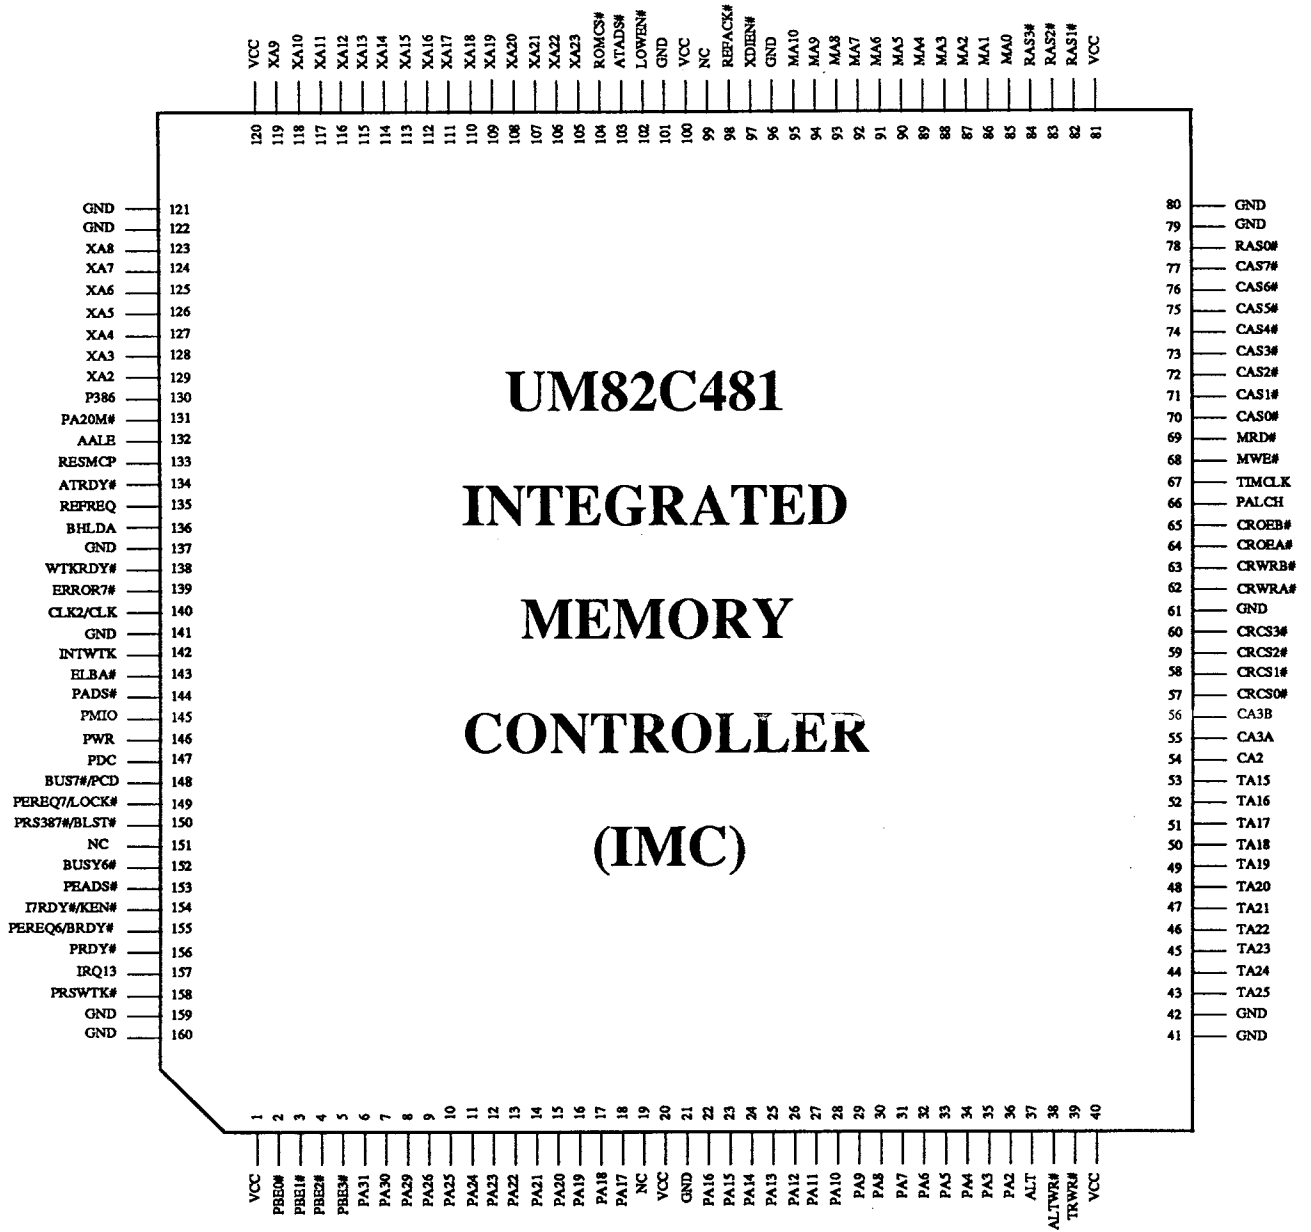 VCC XA9 XA10 XA11 XA12 XA13 XA14 XA15 XA16 XA17 XA18 XA19 XA20 XA21 XA22 XA23 ROMCS# ATADS# LOWEN# GND VCC NC REFACK# XDIEN# GND MA10 MA9 MA8 MA7 MA6 MA5 MA4 MA3 MA2 MA1 MA0 RAS3# RAS2# RAS1# VCC
120 119 118 117 116 115 114 113 112 111 110 109 108 107 106 105 104 103 102 101 100 99 98 97 96 95 94 93 92 91 90 89 88 87 86 85 84 83 82 81
GND 121
GND 122
XA8 123
XA7 124
XA6 125
XA5 126
XA4 127
XA3 128
XA2 129
P386 130
PA20M# 131
AALE 132
RESMCP 133
ATRDY# 134
REFREQ 135
BHLDA 136
GND 137
WTKRDY# 138
ERROR7# 139
CLK2/CLK 140
GND 141
INTWTK 142
ELBA# 143
PADS# 144
PMIO 145
PWR 146
PDC 147
BUS7#/PCD 148
PEREQ7/LOCK# 149
PRS387#/BLST# 150
NC 151
BUSY6# 152
PEADS# 153
I7RDY#/KEN# 154
PEREQ6/BRDY# 155
PRDY# 156
IRQ13 157
PRSWTK# 158
GND 159
GND 160
UM82C481
INTEGRATED
MEMORY
CONTROLLER
(IMC)
80 GND
79 GND
78 RAS0#
77 CAS7#
76 CAS6#
75 CAS5#
74 CAS4#
73 CAS3#
72 CAS2#
71 CAS1#
70 CAS0#
69 MRD#
68 MWE#
67 TIMCLK
66 PALCH
65 CROEB#
64 CROEA#
63 CRWRB#
62 CRWRA#
61 GND
60 CRCS3#
59 CRCS2#
58 CRCS1#
57 CRCS0#
56 CA3B
55 CA3A
54 CA2
53 TA15
52 TA16
51 TA17
50 TA18
49 TA19
48 TA20
47 TA21
46 TA22
45 TA23
44 TA24
43 TA25
42 GND
41 GND
1 2 3 4 5 6 7 8 9 10 11 12 13 14 15 16 17 18 19 20 21 22 23 24 25 26 27 28 29 30 31 32 33 34 35 36 37 38 39 40
VCC PBE0# PBE1# PBE2# PBE3# PA31 PA30 PA29 PA26 PA25 PA24 PA23 PA22 PA21 PA20 PA19 PA18 PA17 NC VCC GND PA16 PA15 PA14 PA13 PA12 PA11 PA10 PA9 PA8 PA7 PA6 PA5 PA4 PA3 PA2 ALT ALTWR# TRWR# VCC